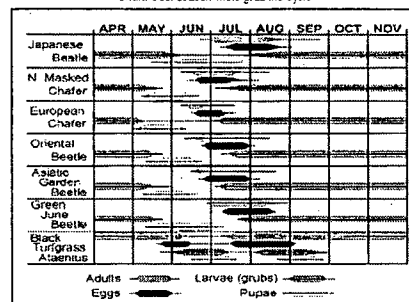 APR MAY JUN JUL AUG SEP OCT NOV
Japanese
Beetle
N. Masked
Chafer
European
Chafer
Oriental
Beetle
Asiatic
Garden
Beetle
Green
June
Beetle
Black
Turfgrass
Ataenius
Adults Larvae (grubs)
Eggs Pupae